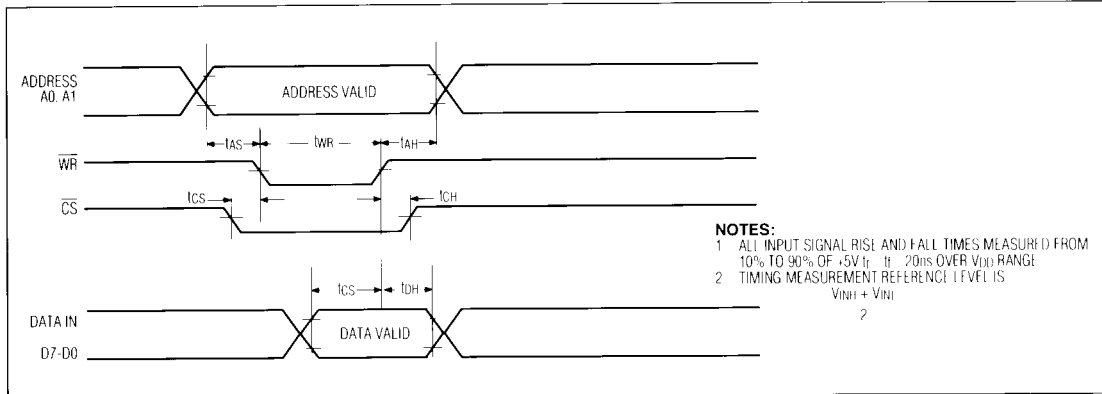 ADDRESS
A0, A1
ADDRESS VALID
tAS
tWR
tAH
WR
tCS
tCH
CS
NOTES:
1 ALL INPUT SIGNAL RISE AND FALL TIMES MEASURED FROM
10% TO 90% OF +5V tr tf 20ns OVER VDD RANGE
2 TIMING MEASUREMENT REFERENCE LEVEL IS
VINH + VINL
2
tCS
tDH
DATA IN
D7-D0
DATA VALID